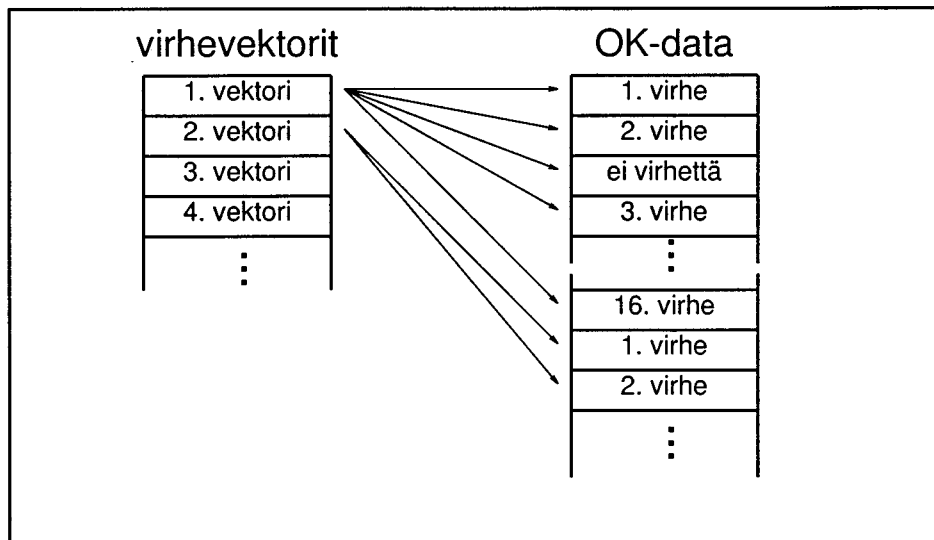 virhevektorit
1. vektori
2. vektori
3. vektori
4. vektori
OK-data
1. virhe
2. virhe
ei virhettä
3. virhe
16. virhe
1. virhe
2. virhe